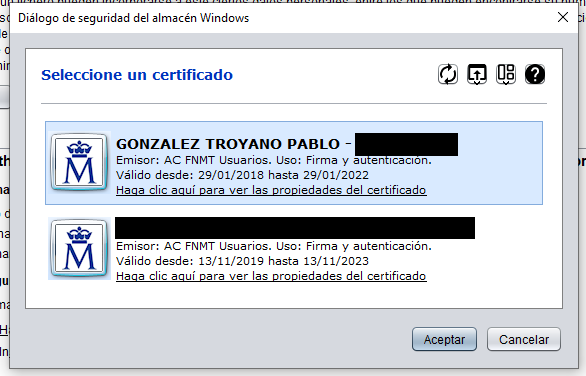 Diálogo de seguridad del almacén Windows
Seleccione un certificado
GONZALEZ TROYANO PABLO -
Emisor: AC FNMT Usuarios. Uso: Firma y autenticación.
Válido desde: 29/01/2018 hasta 29/01/2022
Haga clic aquí para ver las propiedades del certificado
Emisor: AC FNMT Usuarios. Uso: Firma y autenticación.
Válido desde: 13/11/2019 hasta 13/11/2023
Haga clic aquí para ver las propiedades del certificado
Aceptar
Cancelar